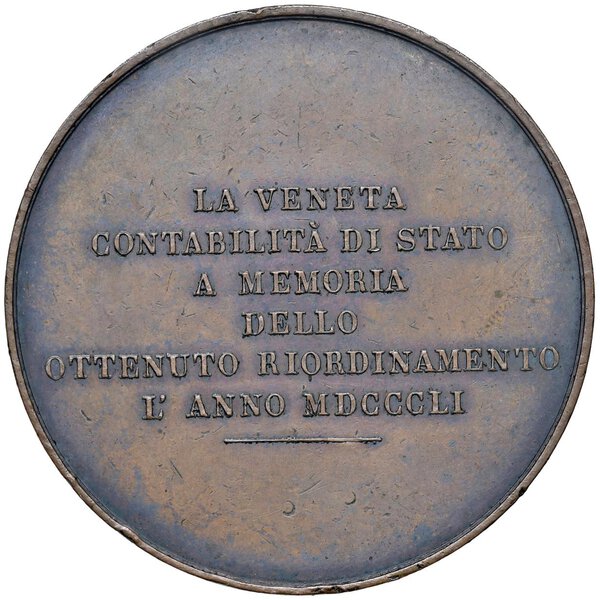 LA VENETA
CONTABILITÀ DI STATO
A MEMORIA
DELLO
OTTENUTO RIORDINAMENTO
L' ANNO MDCCCLI